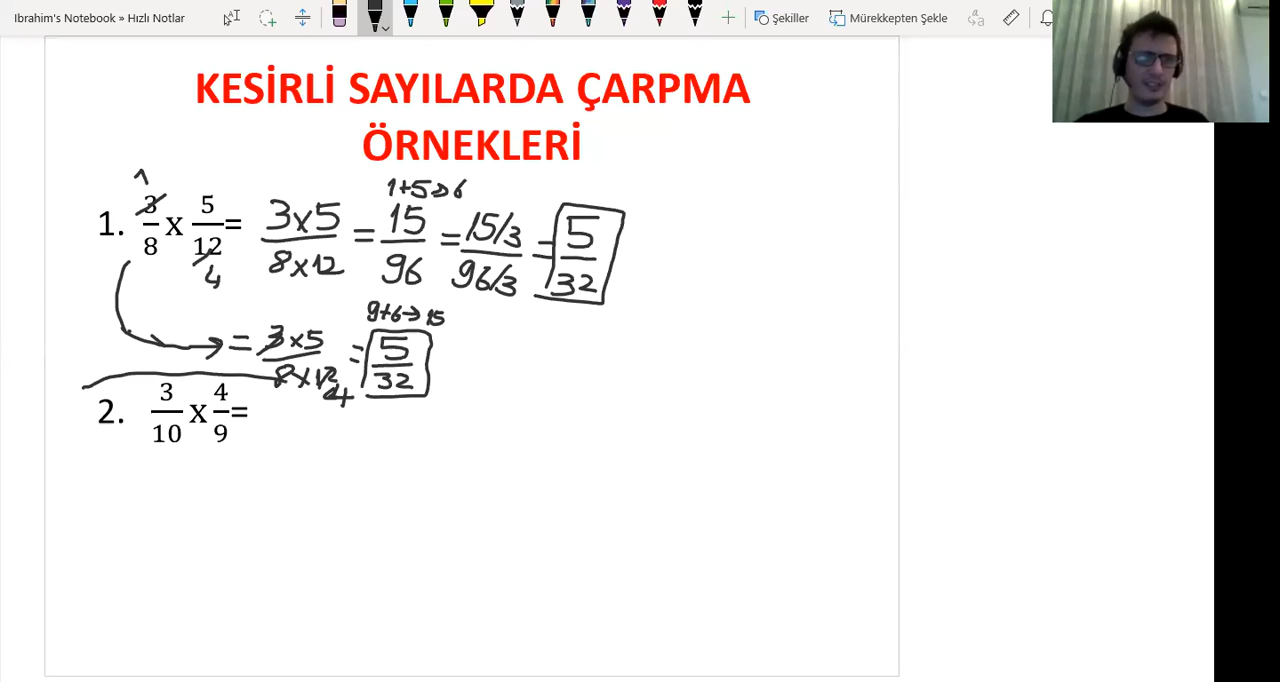 Ibrahim's Notebook » Hızlı Notlar
Şekiller
Mürekkepten Şekle
KESİRLİ SAYILARDA ÇARPMA
ÖRNEKLERİ
1+5→6
1. 3/8 x 5/12 = 3x5/8x12 = 15/96 = 15/3/96/3 = 5/32
1
4
9+6→15
= 3x5/8x12 = 5/32
4
2. 3/10 x 4/9 =